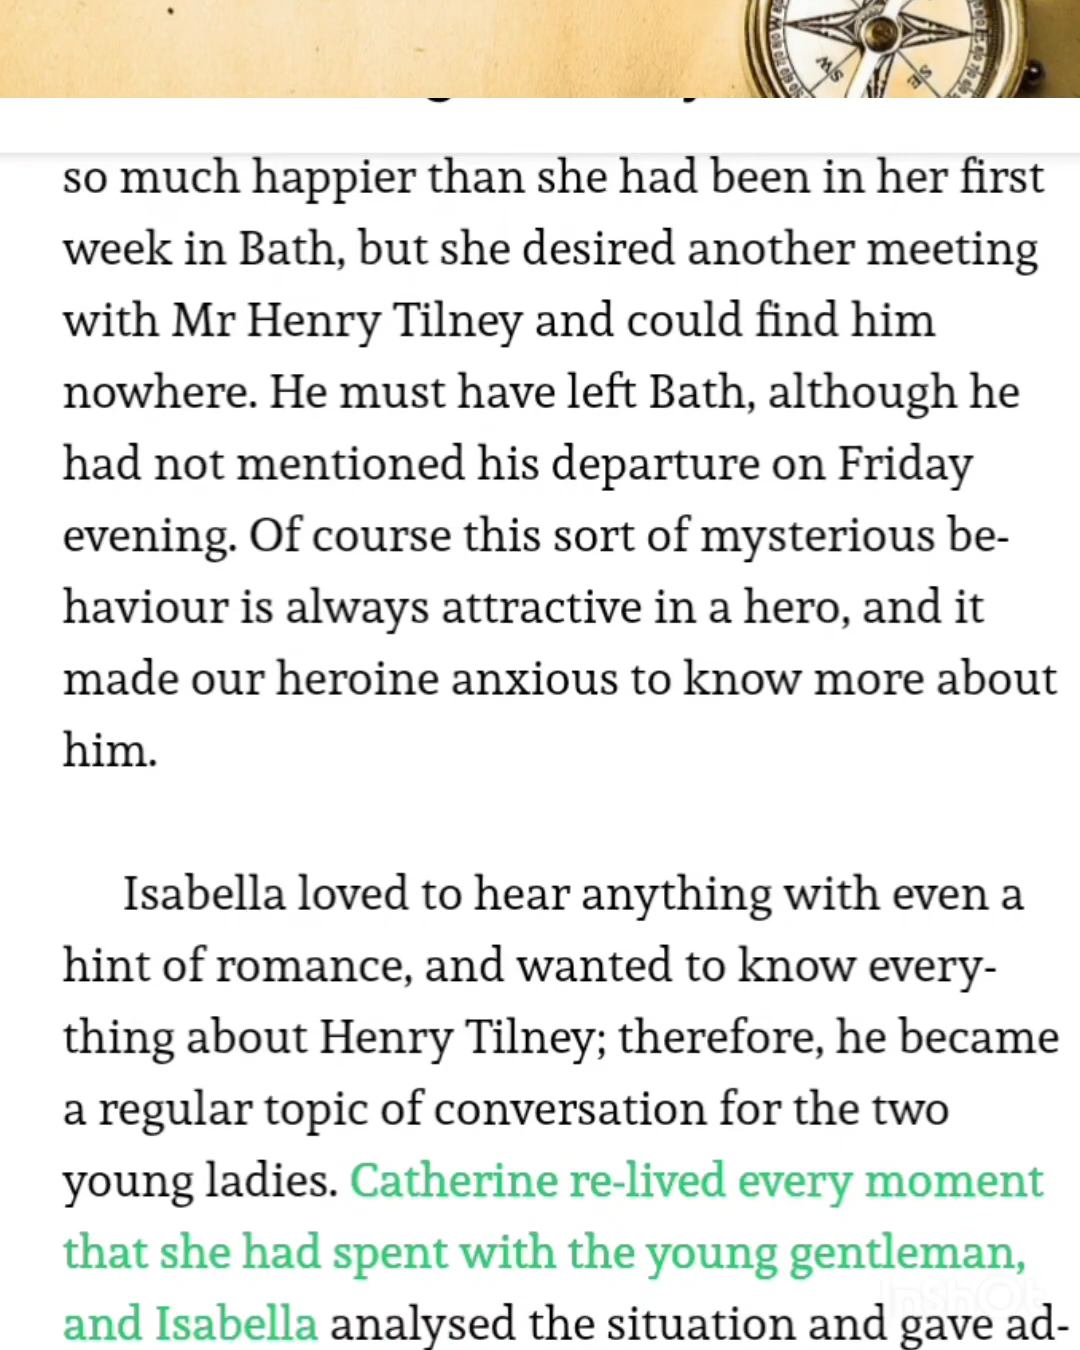 so much happier than she had been in her first
week in Bath, but she desired another meeting
with Mr Henry Tilney and could find him
nowhere. He must have left Bath, although he
had not mentioned his departure on Friday
evening. Of course this sort of mysterious be-
haviour is always attractive in a hero, and it
made our heroine anxious to know more about
him.
Isabella loved to hear anything with even a
hint of romance, and wanted to know every-
thing about Henry Tilney; therefore, he became
a regular topic of conversation for the two
young ladies. Catherine re-lived every moment
that she had spent with the young gentleman,
and Isabella analysed the situation and gave ad-
InShOt
SW
SE